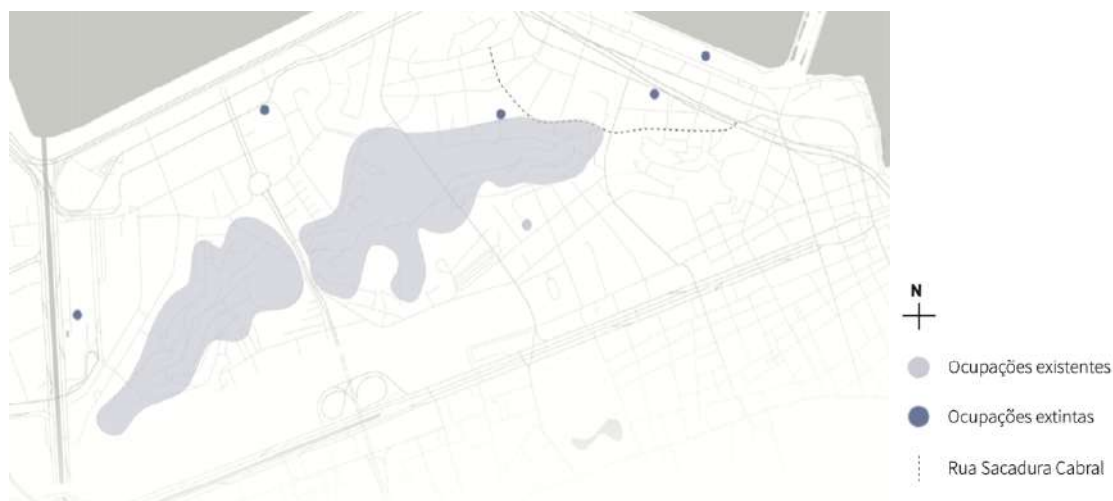 N
Ocupações existentes
Ocupações extintas
Rua Sacadura Cabral